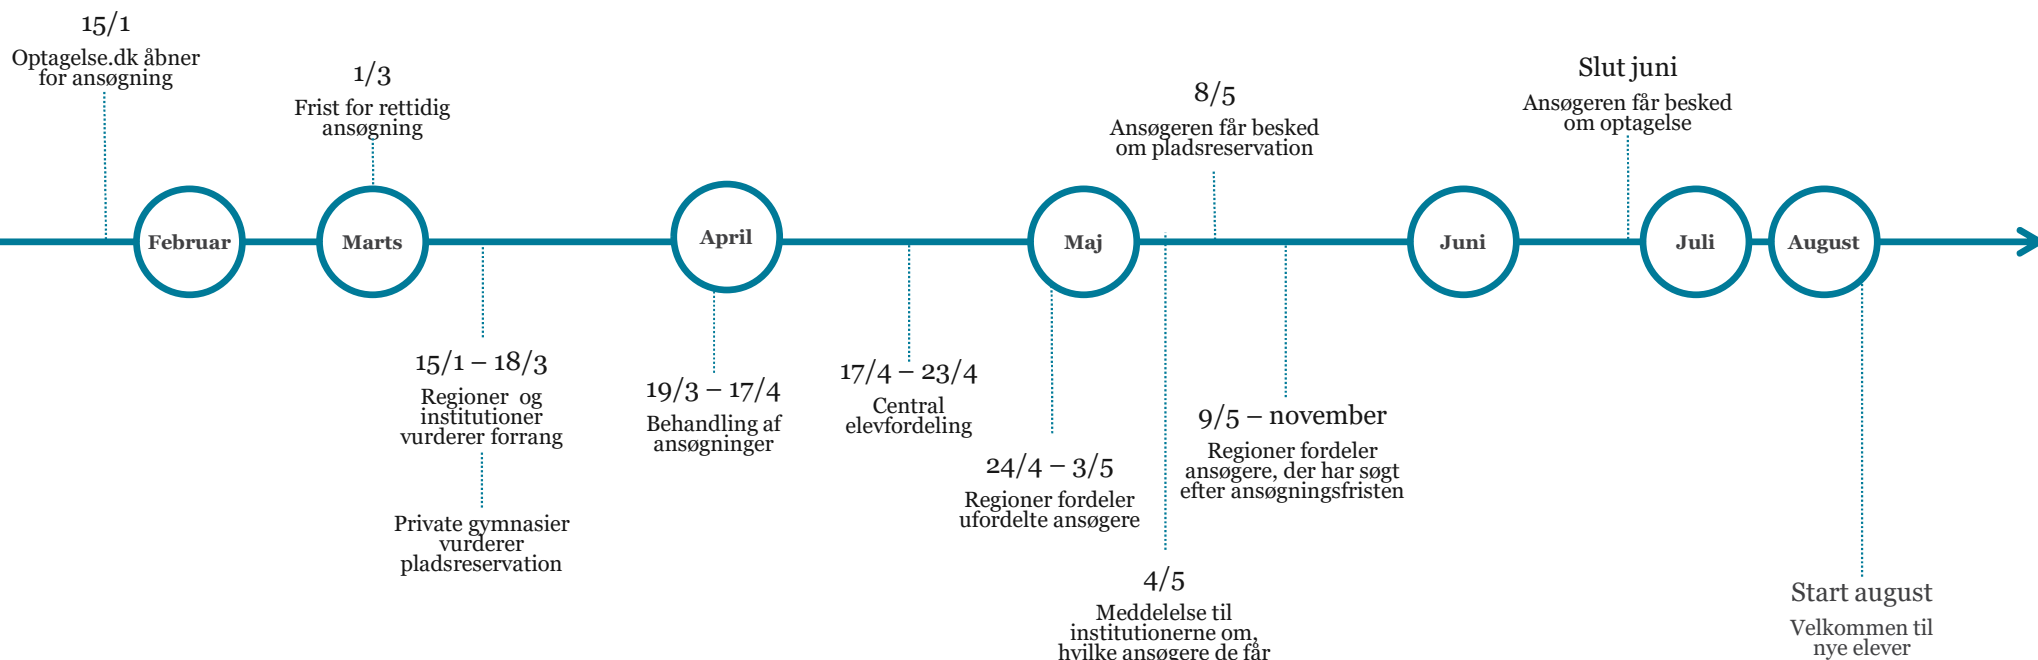 15/1
Optagelse.dk åbner
for ansøgning
1/3
Frist for rettidig
ansøgning
8/5
Ansøgeren får besked
om pladsreservation
Slut juni
Ansøgeren får besked
om optagelse
Februar
Marts
April
Maj
Juni
Juli
August
15/1 – 18/3
Regioner og
institutioner
vurderer forrang
Private gymnasier
vurderer
pladsreservation
19/3 – 17/4
Behandling af
ansøgninger
17/4 – 23/4
Central
elevfordeling
24/4 – 3/5
Regioner fordeler
ufordelte ansøgere
4/5
Meddelelse til
institutionerne om,
hvilke ansøgere de får
9/5 – november
Regioner fordeler
ansøgere, der har søgt
efter ansøgningsfristen
Start august
Velkommen til
nye elever